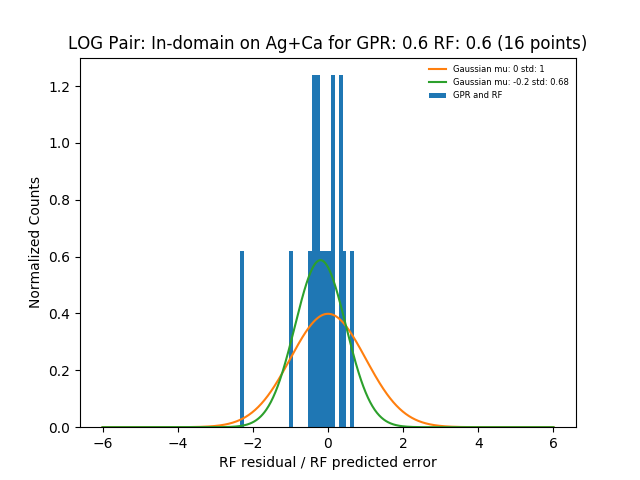 LOG Pair: In-domain on Ag+Ca for GPR: 0.6 RF: 0.6 (16 points)
Gaussian mu: 0 std: 1
Gaussian mu: -0.2 std: 0.68
GPR and RF
Normalized Counts
1.2
1.0
0.8
0.6
0.4
0.2
0.0
−6 −4 −2 0 2 4 6
RF residual / RF predicted error